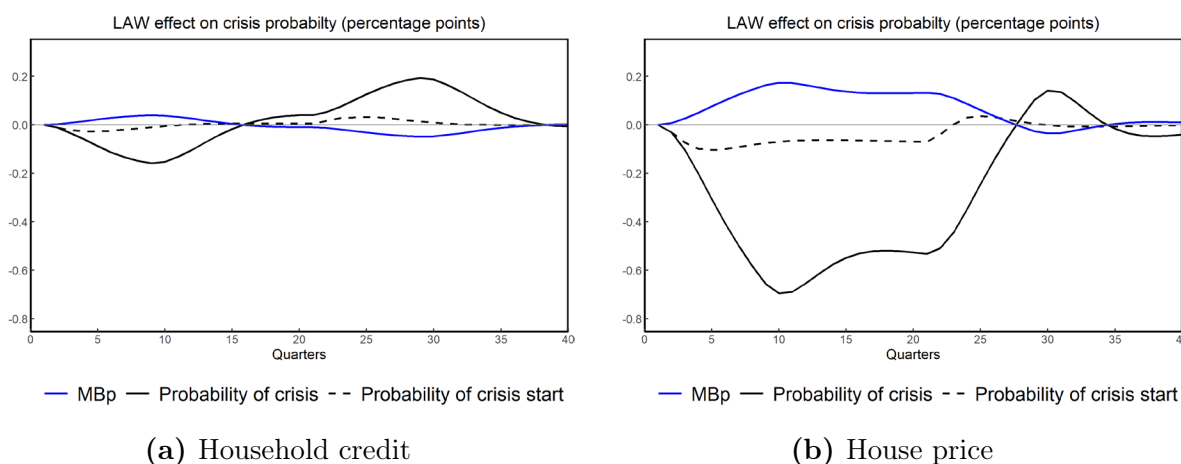 LAW effect on crisis probabilty (percentage points)
0.2
0.0
-0.2
-0.4
-0.6
-0.8
0 5 10 15 20 25 30 35 40
Quarters
MBp Probability of crisis Probability of crisis start
(a) Household credit
LAW effect on crisis probabilty (percentage points)
0.2
0.0
-0.2
-0.4
-0.6
-0.8
0 5 10 15 20 25 30 35 40
Quarters
MBp Probability of crisis Probability of crisis start
(b) House price